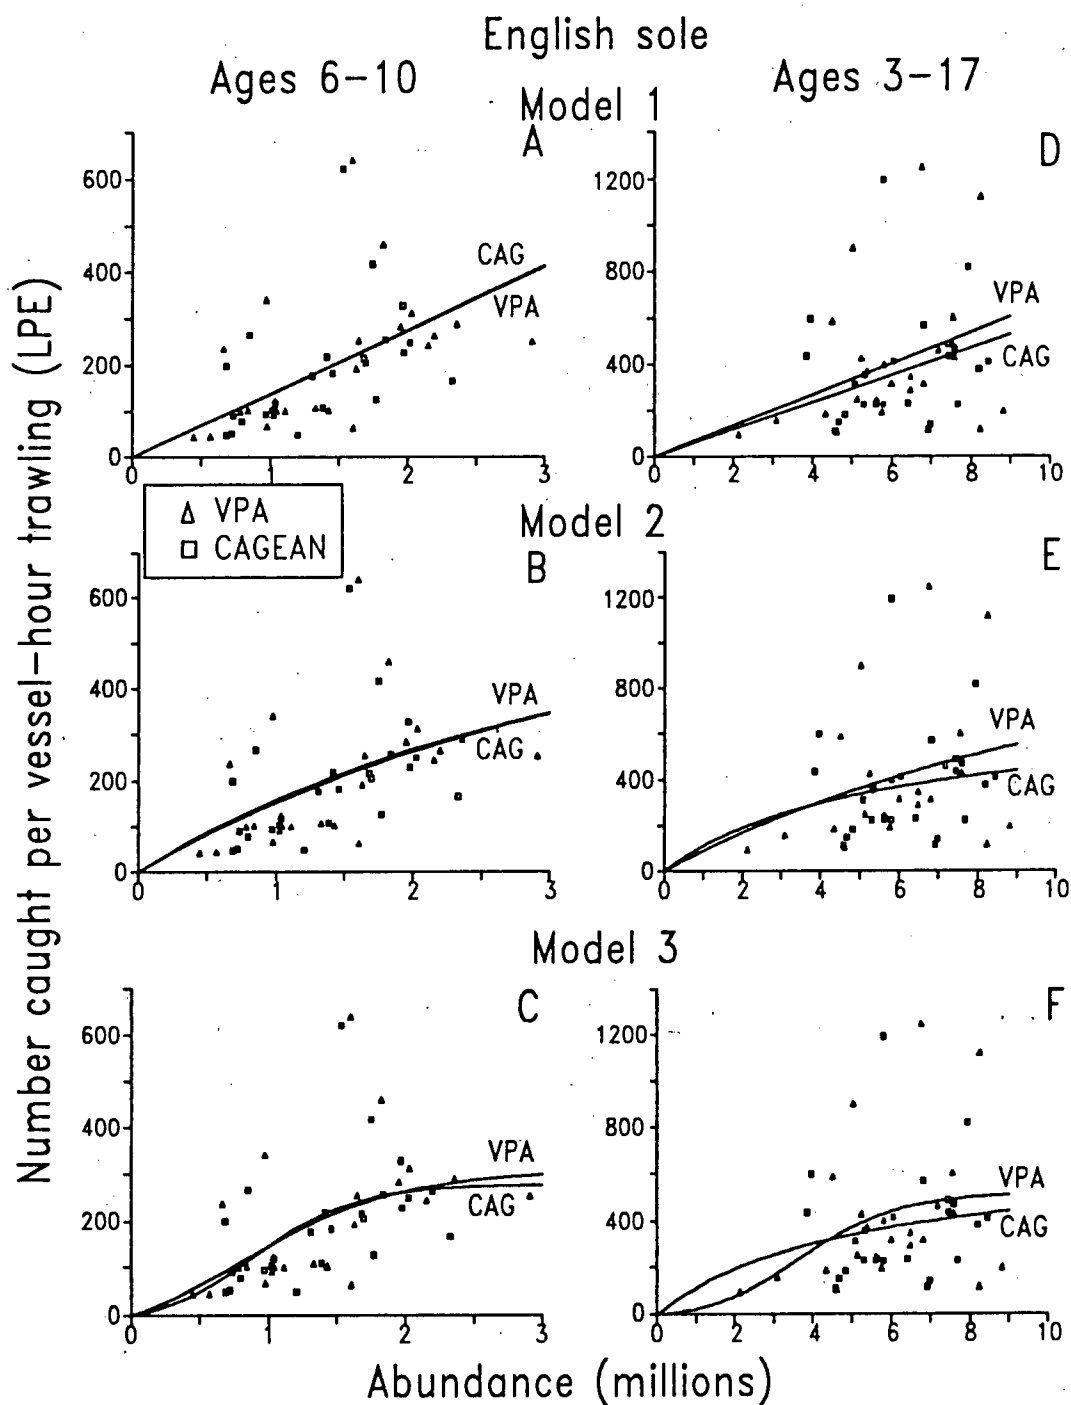 English sole
Ages 6-10
Ages 3-17
Model 1
A
D
600
400
200
0
CAG
VPA
0 1 2 3
1200
800
400
0
VPA
CAG
0 2 4 6 8 10
VPA
CAGEAN
Model 2
B
E
600
400
200
0
VPA
CAG
0 1 2 3
1200
800
400
0
VPA
CAG
0 2 4 6 8 10
Model 3
C
F
600
400
200
0
VPA
CAG
0 1 2 3
1200
800
400
0
VPA
CAG
0 2 4 6 8 10
Number caught per vessel-hour trawling (LPE)
Abundance (millions)